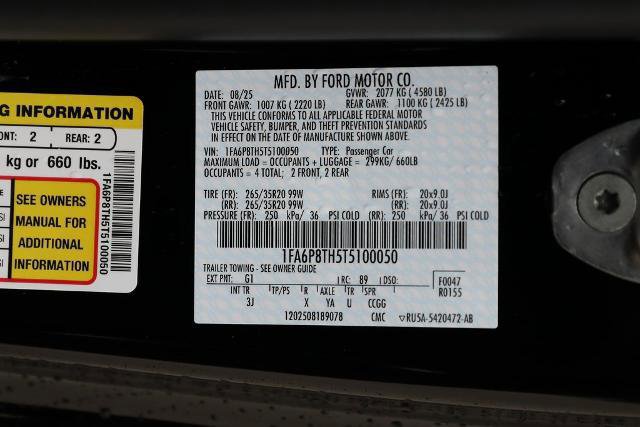 G INFORMATION
ONT: 2 REAR: 2
kg or 660 lbs.
SEE OWNERS
MANUAL FOR
ADDITIONAL
INFORMATION
1FA6P8TH5T5100050
MFD. BY FORD MOTOR CO.
DATE: 08/25 GVWR: 2077 KG ( 4580 LB)
FRONT GAWR: 1007 KG ( 2220 LB) REAR GAWR: 1100 KG ( 2425 LB)
THIS VEHICLE CONFORMS TO ALL APPLICABLE FEDERAL MOTOR
VEHICLE SAFETY, BUMPER, AND THEFT PREVENTION STANDARDS
IN EFFECT ON THE DATE OF MANUFACTURE SHOWN ABOVE.
VIN: 1FA6P8TH5T5100050 TYPE: Passenger Car
MAXIMUM LOAD = OCCUPANTS + LUGGAGE = 299KG/ 660LB
OCCUPANTS = 4 TOTAL; 2 FRONT, 2 REAR
TIRE (FR): 265/35R20 99W RIMS (FR): 20x9.0J
(RR): 265/35R20 99W (RR): 20x9.0J
PRESSURE (FR): 250 kPa/ 36 PSI COLD (RR): 250 kPa/ 36 PSI COLD
1FA6P8TH5T5100050
TRAILER TOWING - SEE OWNER GUIDE
EXT PNT: G1 RC: 89 DSO: F0047
INT TR TP/PS R AXLE TR SPR R0155
3J X YA U CCGG
1202508189078 CMC ▽RU5A-5420472-AB